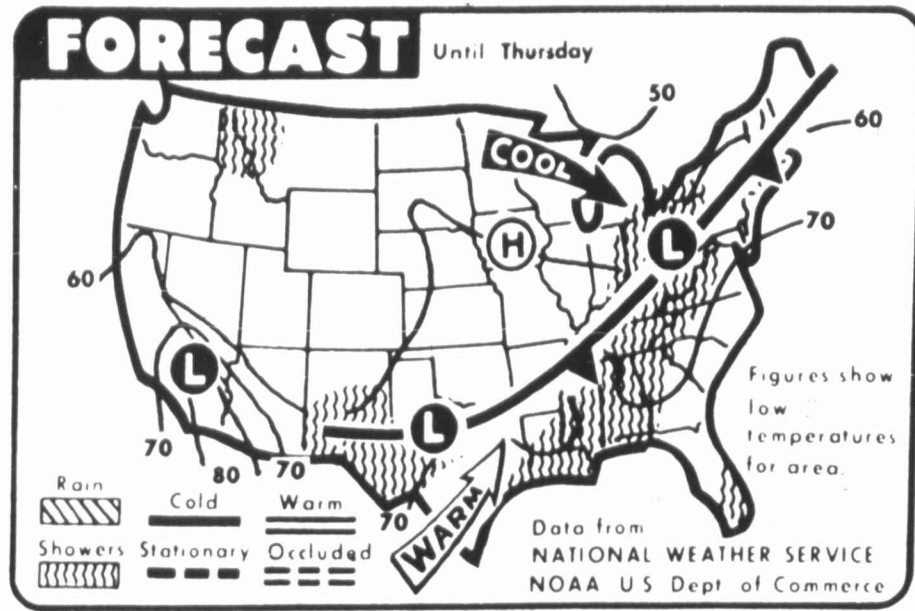 FORECAST
Until Thursday
50
60
COOL
70
L
H
60
L
L
Figures show
low
temperatures
for area.
70
80
70
70
WARM
Rain
Cold
Warm
Showers
Stationary
Occluded
Data from
NATIONAL WEATHER SERVICE
NOAA US Dept of Commerce